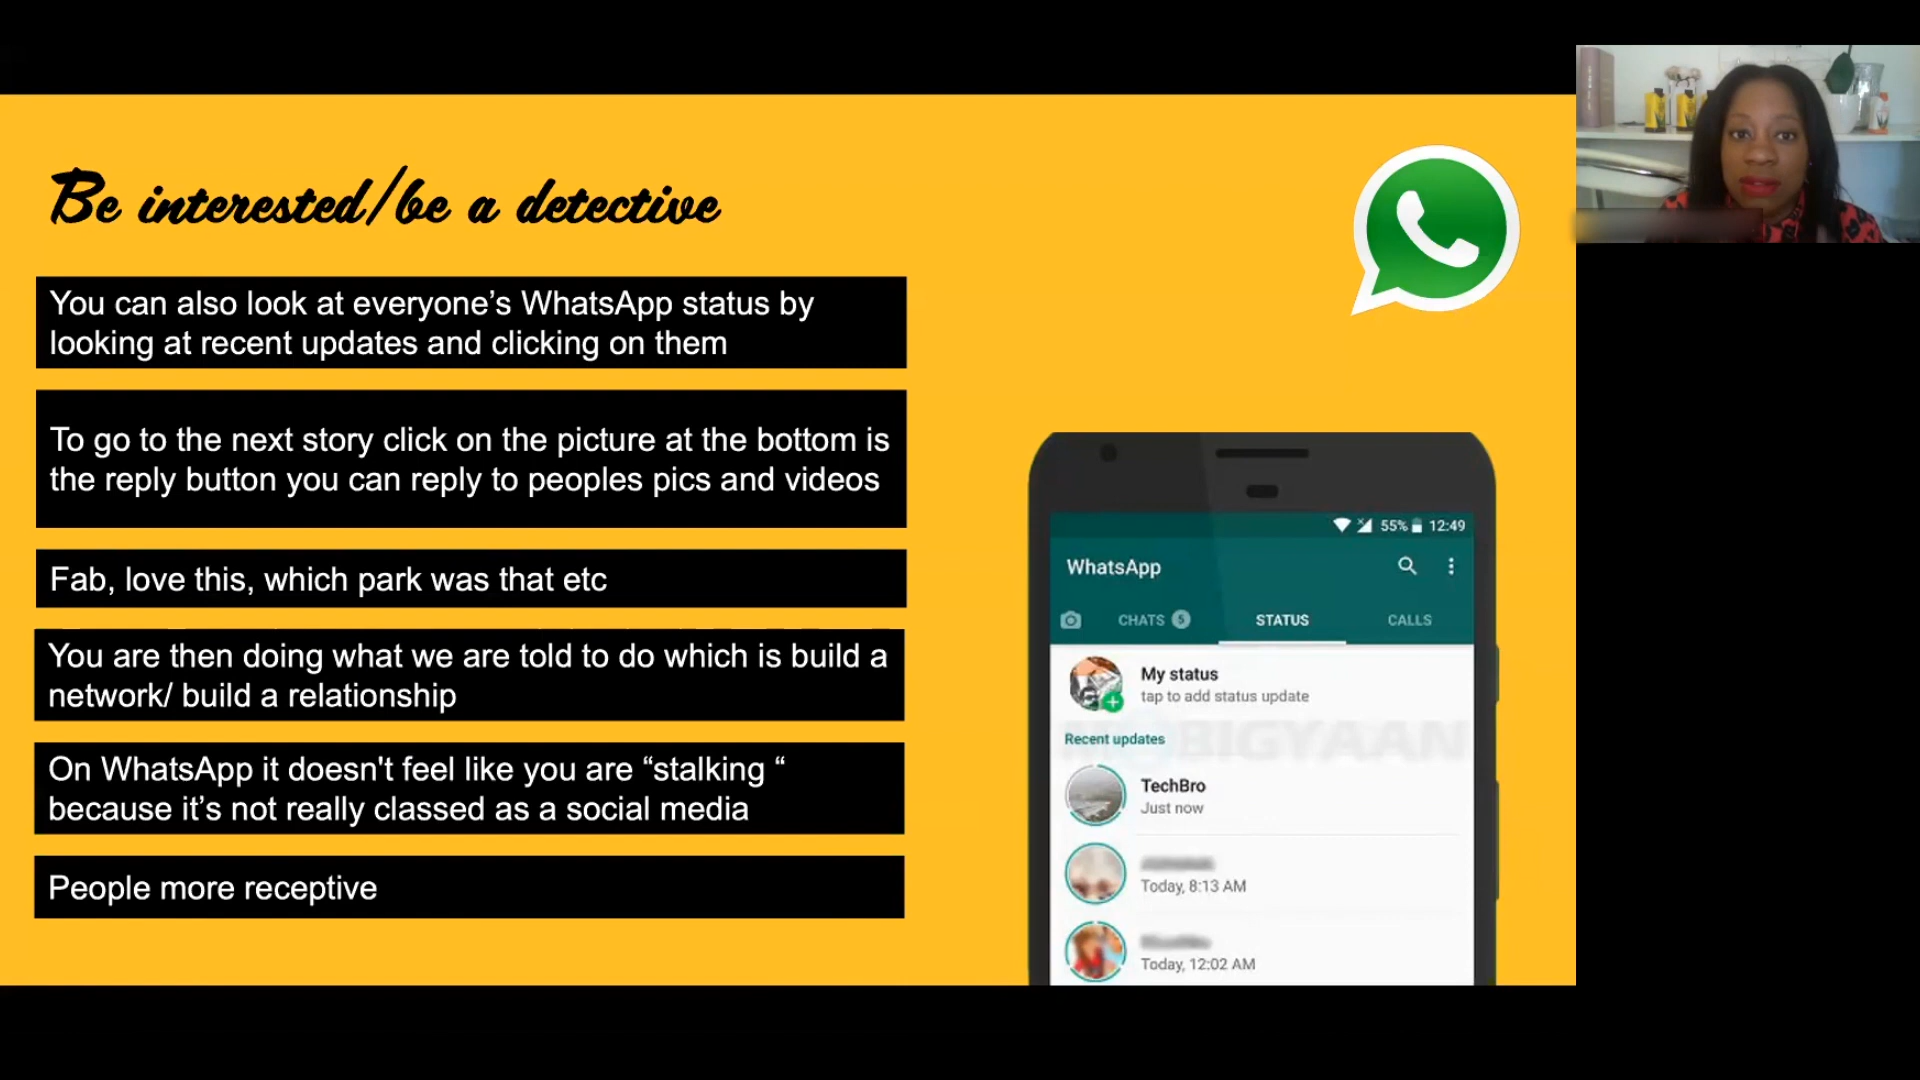 Be interested/be a detective
You can also look at everyone’s WhatsApp status by
looking at recent updates and clicking on them
To go to the next story click on the picture at the bottom is
the reply button you can reply to peoples pics and videos
Fab, love this, which park was that etc
You are then doing what we are told to do which is build a
network/ build a relationship
On WhatsApp it doesn't feel like you are “stalking “
because it’s not really classed as a social media
People more receptive
55% 12:49
WhatsApp
CHATS 5 STATUS CALLS
My status
tap to add status update
Recent updates
TechBro
Just now
Today, 8:13 AM
Today, 12:02 AM